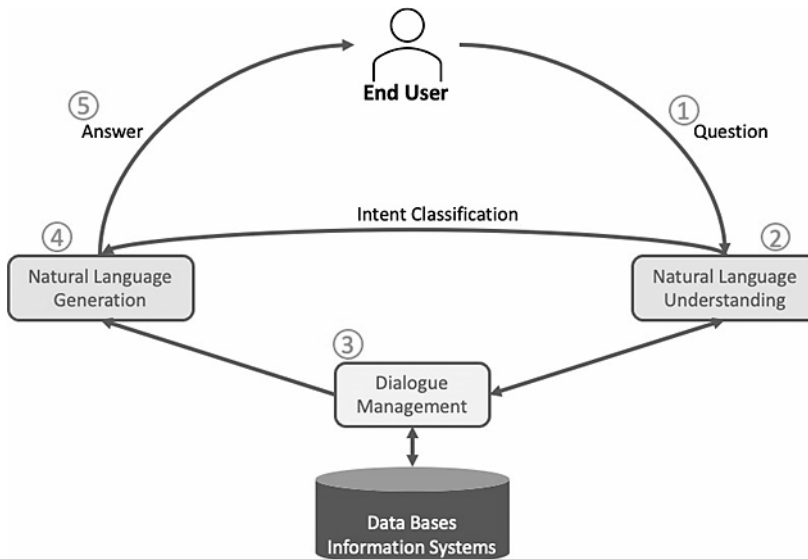 End User
⑤
Answer
①
Question
Intent Classification
④
Natural Language
Generation
②
Natural Language
Understanding
③
Dialogue
Management
Data Bases
Information Systems